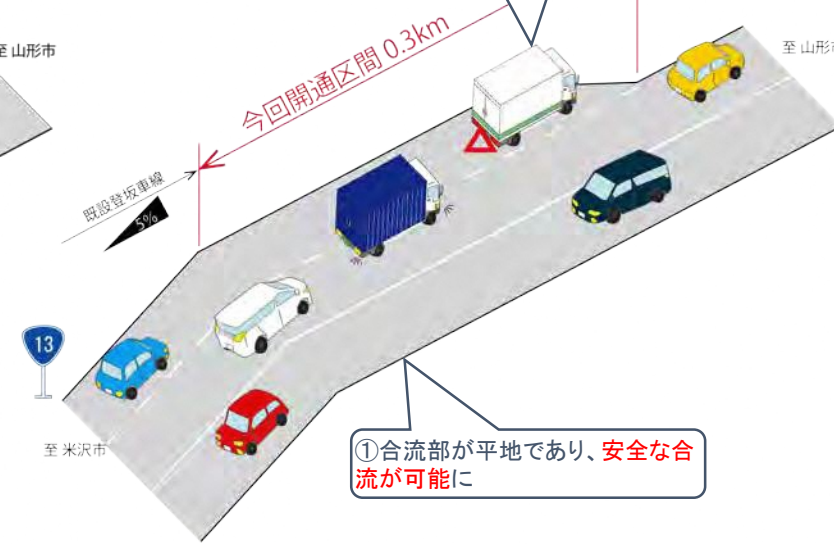 至 山形市
今回開通区間 0.3km
至 山形市
既設登坂車線
5%
13
至 米沢市
①合流部が平地であり、安全な合
流が可能に